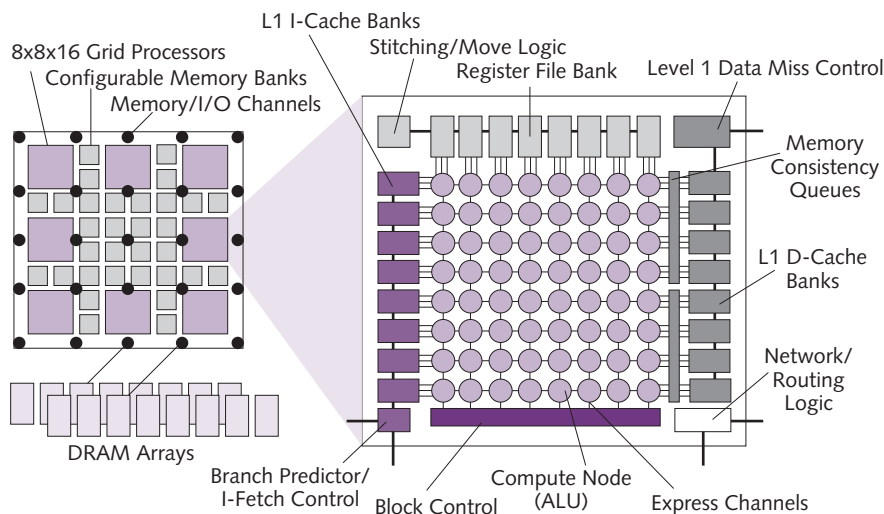 L1 I-Cache Banks
Stitching/Move Logic
8x8x16 Grid Processors
Configurable Memory Banks
Register File Bank
Level 1 Data Miss Control
Memory/I/O Channels
Memory
Consistency
Queues
L1 D-Cache
Banks
Network/
Routing
Logic
DRAM Arrays
Branch Predictor/
I-Fetch Control
Block Control
Compute Node
(ALU)
Express Channels